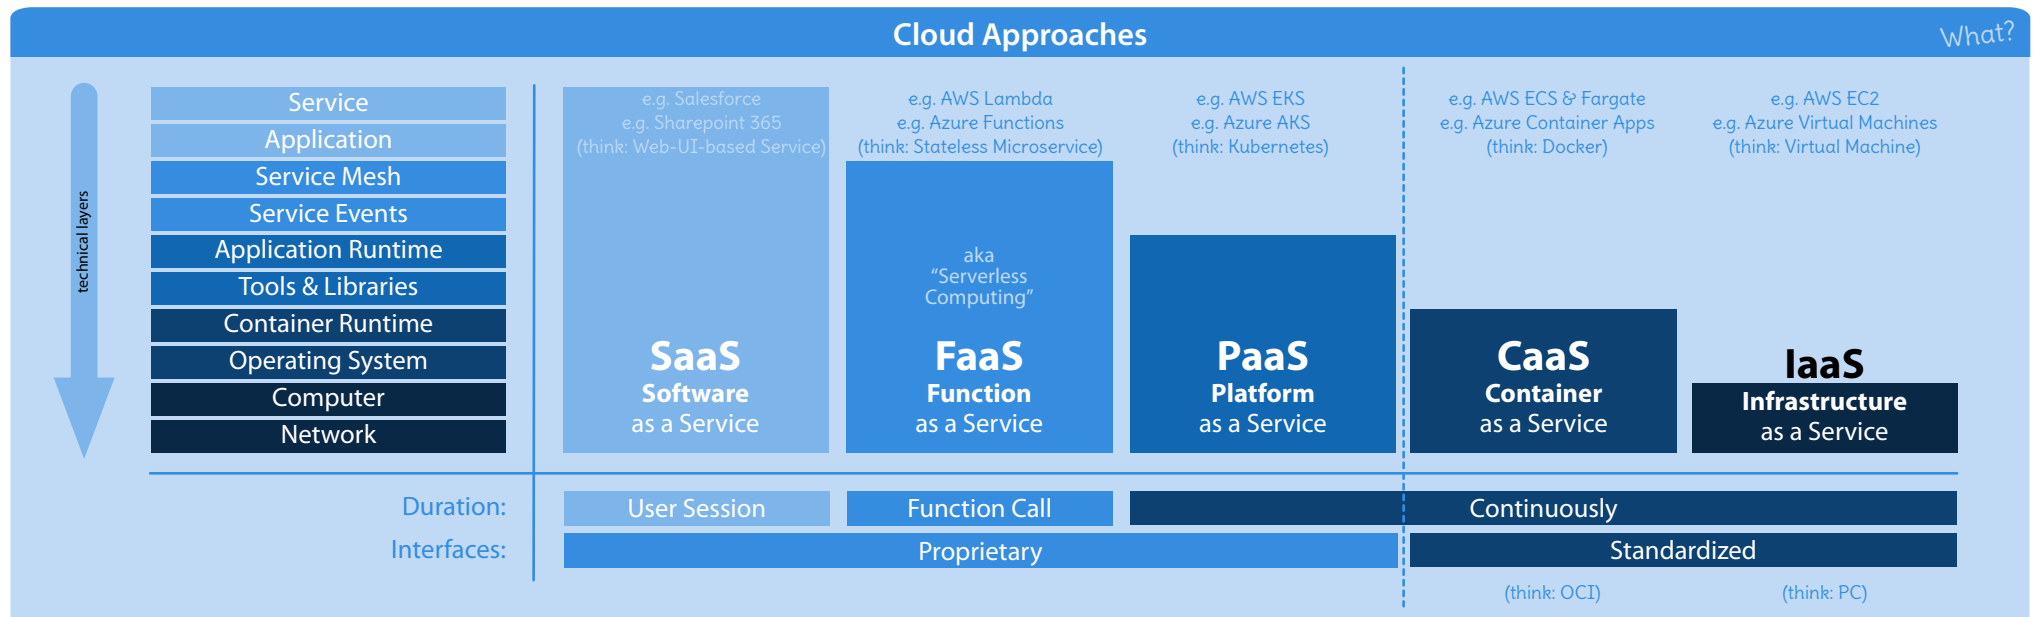 Cloud Approaches
What?
technical layers
Service
Application
Service Mesh
Service Events
Application Runtime
Tools & Libraries
Container Runtime
Operating System
Computer
Network
e.g. Salesforce
e.g. Sharepoint 365
(think: Web-UI-based Service)
SaaS
Software
as a Service
e.g. AWS Lambda
e.g. Azure Functions
(think: Stateless Microservice)
aka
“Serverless
Computing”
FaaS
Function
as a Service
e.g. AWS EKS
e.g. Azure AKS
(think: Kubernetes)
PaaS
Platform
as a Service
e.g. AWS ECS & Fargate
e.g. Azure Container Apps
(think: Docker)
CaaS
Container
as a Service
e.g. AWS EC2
e.g. Azure Virtual Machines
(think: Virtual Machine)
IaaS
Infrastructure
as a Service
Duration:
User Session
Function Call
Continuously
Interfaces:
Proprietary
Standardized
(think: OCI)
(think: PC)